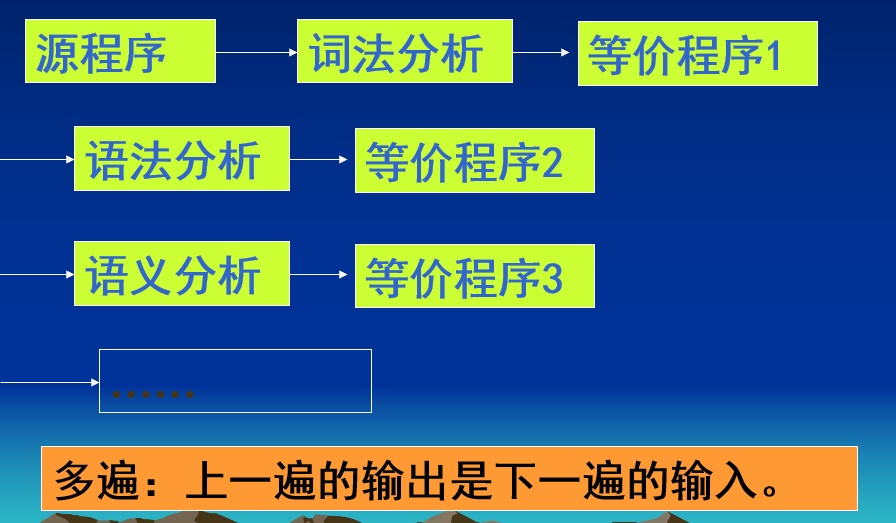 源程序 词法分析 等价程序1
语法分析 等价程序2
语义分析 等价程序3
......
多遍：上一遍的输出是下一遍的输入。